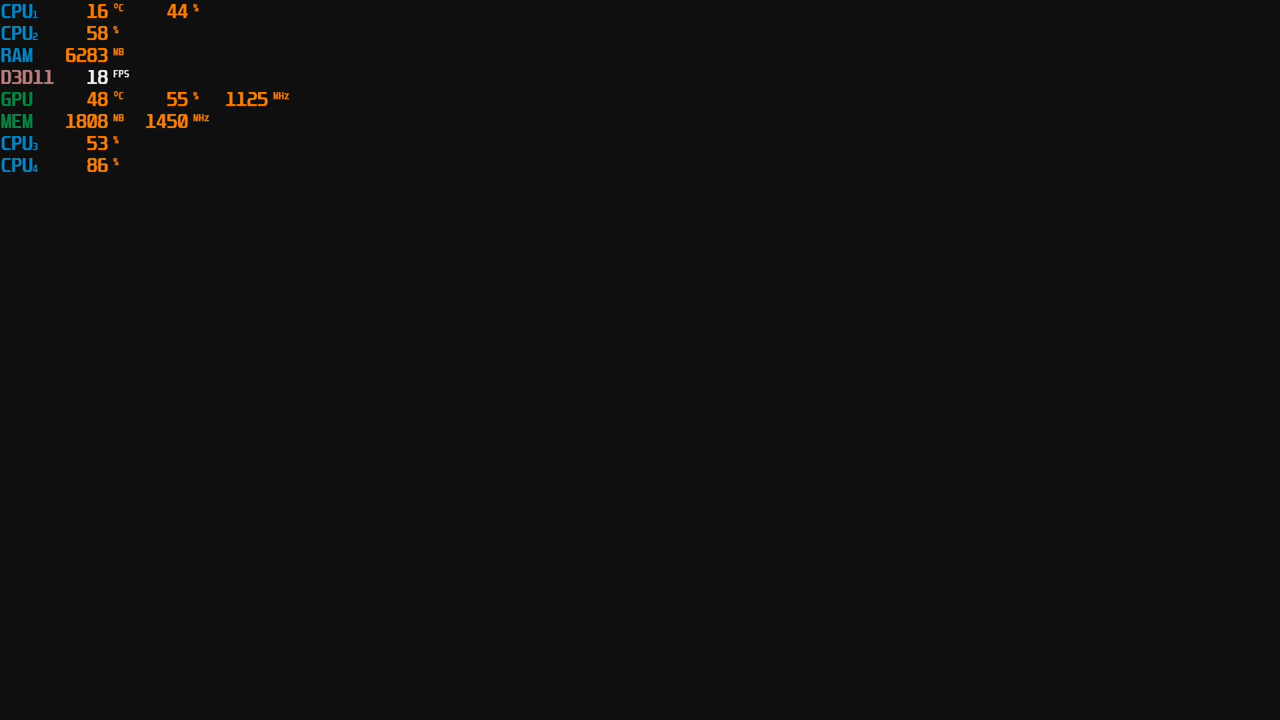 CPU1 16 °C 44 %
CPU2 58 %
RAM 6283 MB
D3D11 18 FPS
GPU 48 °C 55 % 1125 MHz
MEM 1808 MB 1450 MHz
CPU3 53 %
CPU4 86 %